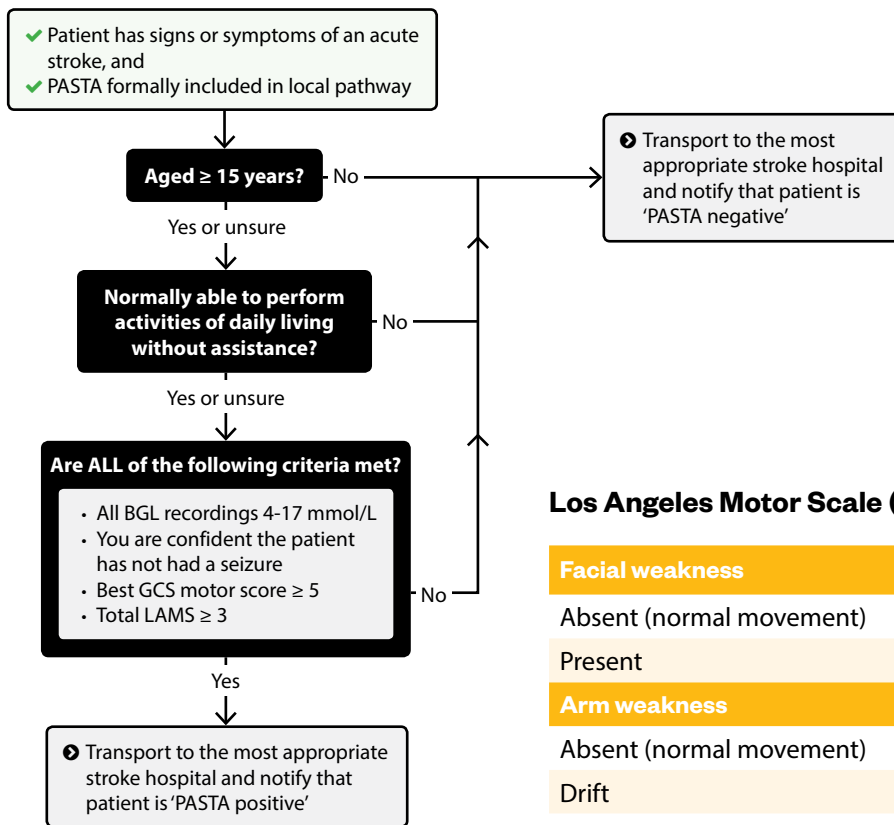 Patient has signs or symptoms of an acute
stroke, and
PASTA formally included in local pathway
Aged ≥ 15 years?
No
Transport to the most
appropriate stroke hospital
and notify that patient is
‘PASTA negative’
Yes or unsure
Normally able to perform
activities of daily living
without assistance?
No
Yes or unsure
Are ALL of the following criteria met?
• All BGL recordings 4-17 mmol/L
• You are confident the patient
has not had a seizure
• Best GCS motor score ≥ 5
• Total LAMS ≥ 3
No
Yes
Transport to the most appropriate
stroke hospital and notify that
patient is ‘PASTA positive’
Los Angeles Motor Scale (
Facial weakness
Absent (normal movement)
Present
Arm weakness
Absent (normal movement)
Drift